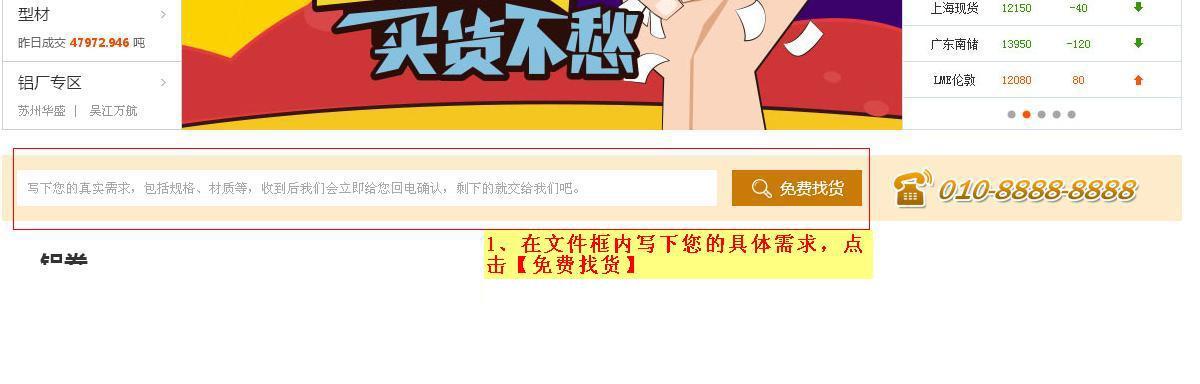 型材
昨日成交 47972.946 吨
铝厂专区
苏州华盛 | 吴江万航
买货不愁
上海现货 12150 -40
广东南储 13950 -120
LME伦敦 12080 80
写下您的真实需求，包括规格、材质等，收到后我们会立即给您回电确认，剩下的就交给我们吧。
免费找货
010-8888-8888
1、在文件框内写下您的具体需求，点
击【免费找货】